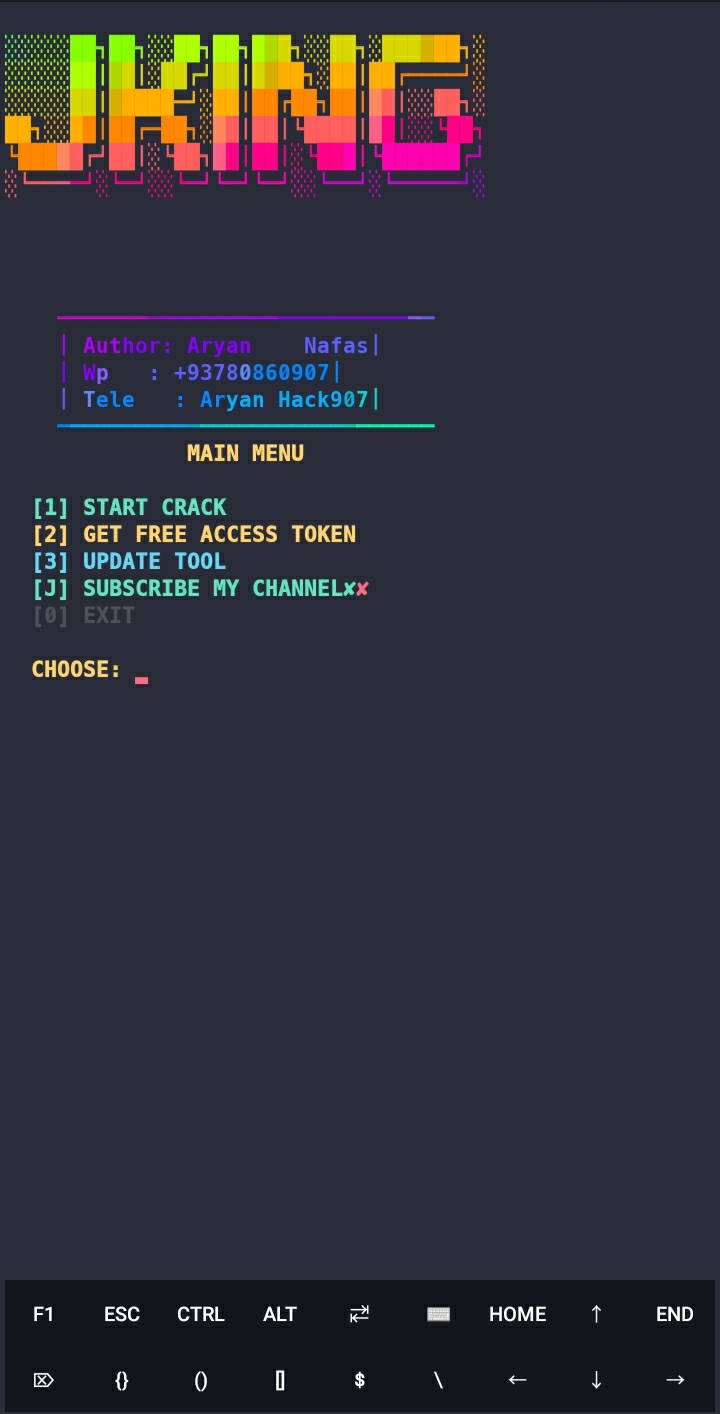 JKING
Author: Aryan Nafas
Wp : +93780860907
Tele : Aryan Hack907
MAIN MENU
[1] START CRACK
[2] GET FREE ACCESS TOKEN
[3] UPDATE TOOL
[J] SUBSCRIBE MY CHANNEL✘✘
[0] EXIT
CHOOSE: _
F1 ESC CTRL ALT ⇄ ⌨ HOME ↑ END
⌦ {} () [] $ \ ← ↓ →